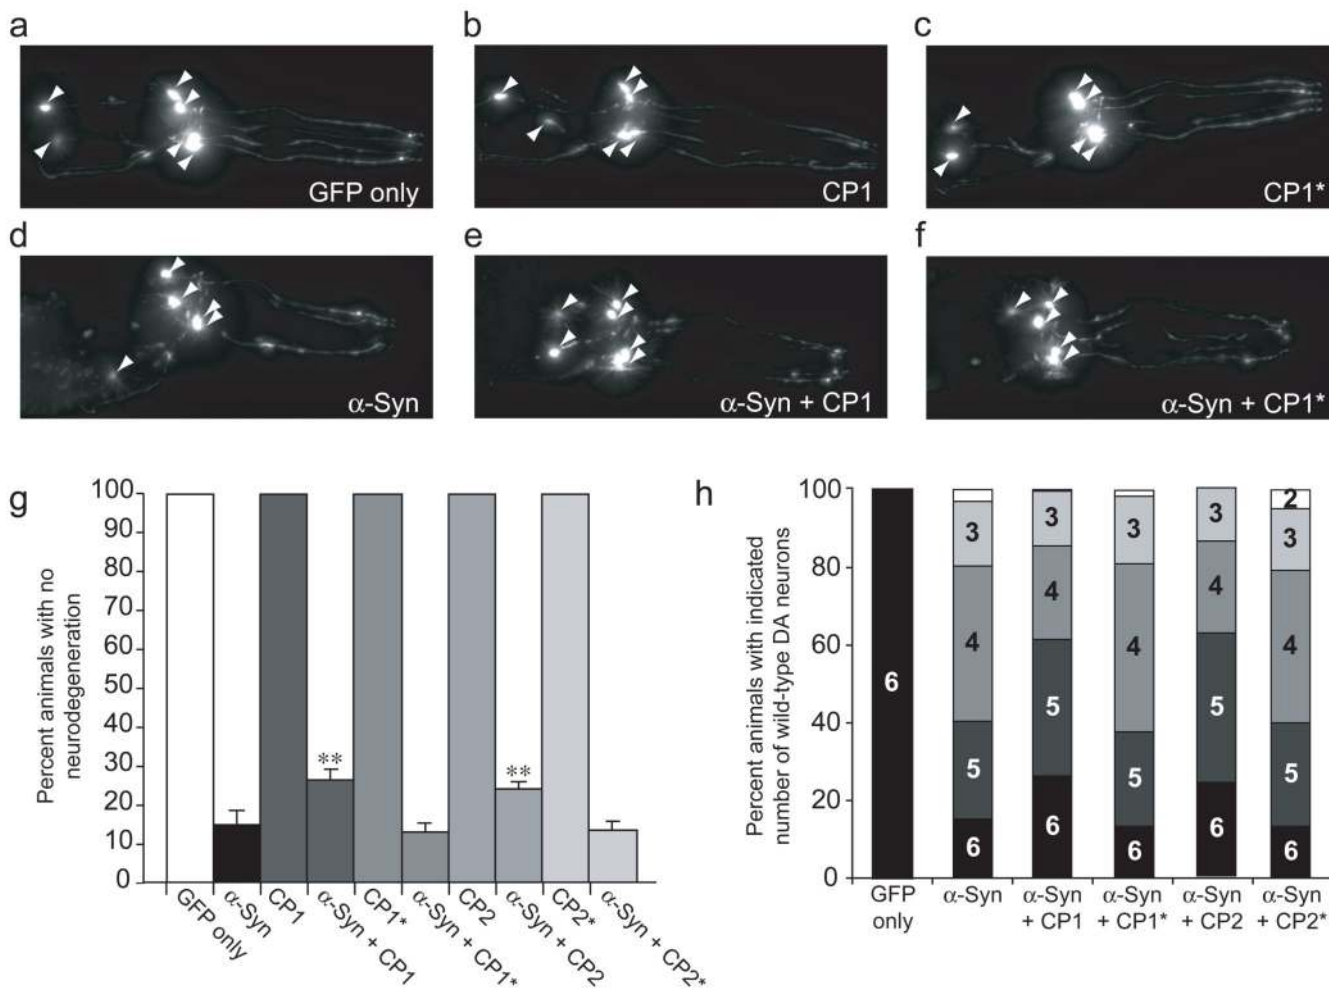 a
b
c
GFP only
CP1
CP1*
d
e
f
α-Syn
α-Syn + CP1
α-Syn + CP1*
g
Percent animals with no
neurodegeneration
100
90
80
70
60
50
40
30
20
10
0
**
**
GFP
only
α-Syn
CP1
α-Syn +
CP1
CP1*
α-Syn +
CP1*
CP2
α-Syn +
CP2
CP2*
α-Syn +
CP2*
h
Percent animals with indicated
number of wild-type DA neurons
100
80
60
40
20
0
6
3
4
5
6
3
4
5
6
3
4
5
6
3
4
5
6
2
3
4
5
6
GFP
only
α-Syn
α-Syn
+ CP1
α-Syn
+ CP1*
α-Syn
+ CP2
α-Syn
+ CP2*